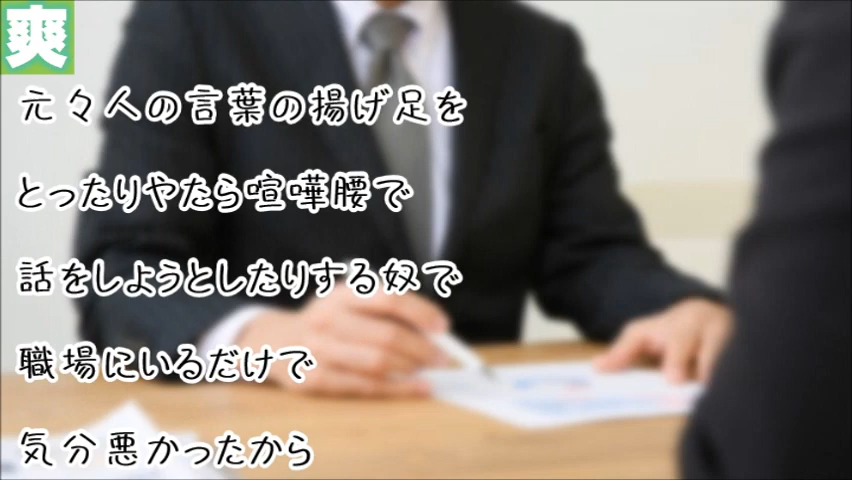 爽
元々人の言葉の揚げ足を
とったりやたら喧嘩腰で
話をしようとしたりする奴で
職場にいるだけで
気分悪かったから